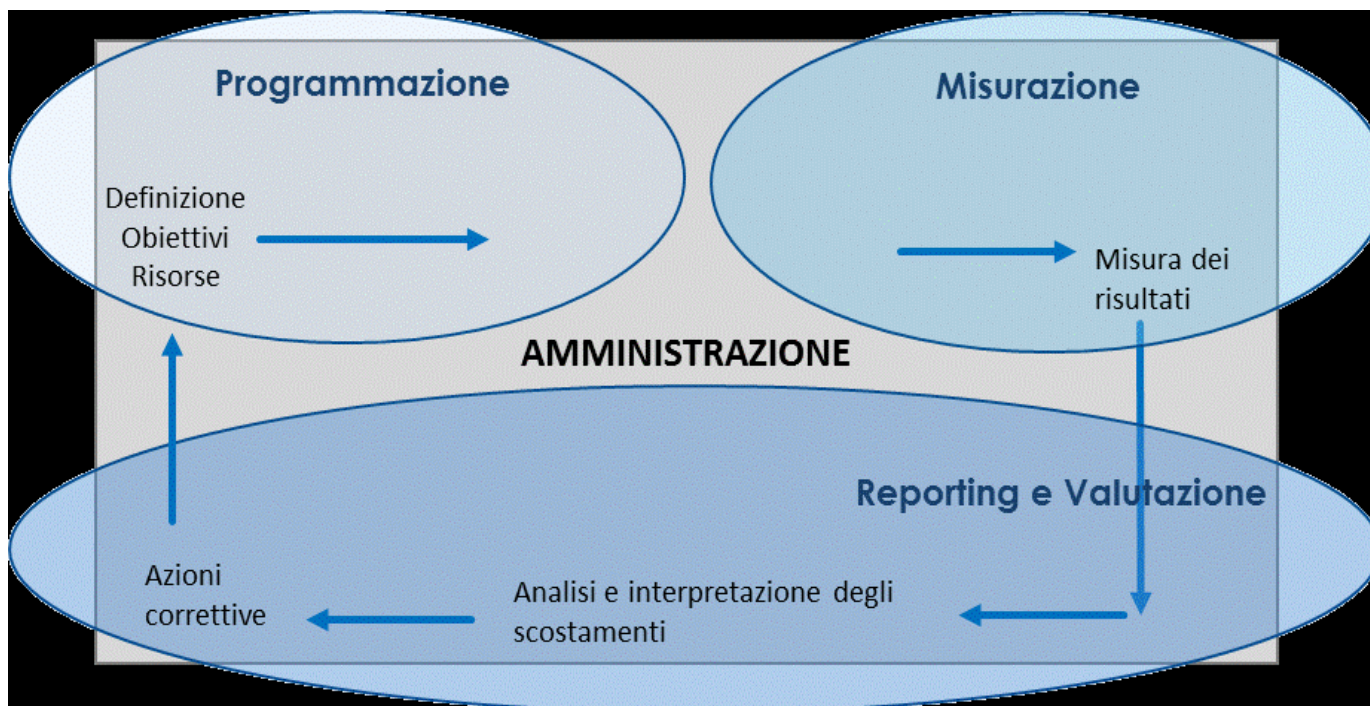 Programmazione
Misurazione
Definizione
Obiettivi
Risorse
Misura dei
risultati
AMMINISTRAZIONE
Reporting e Valutazione
Azioni
correttive
Analisi e interpretazione degli
scostamenti